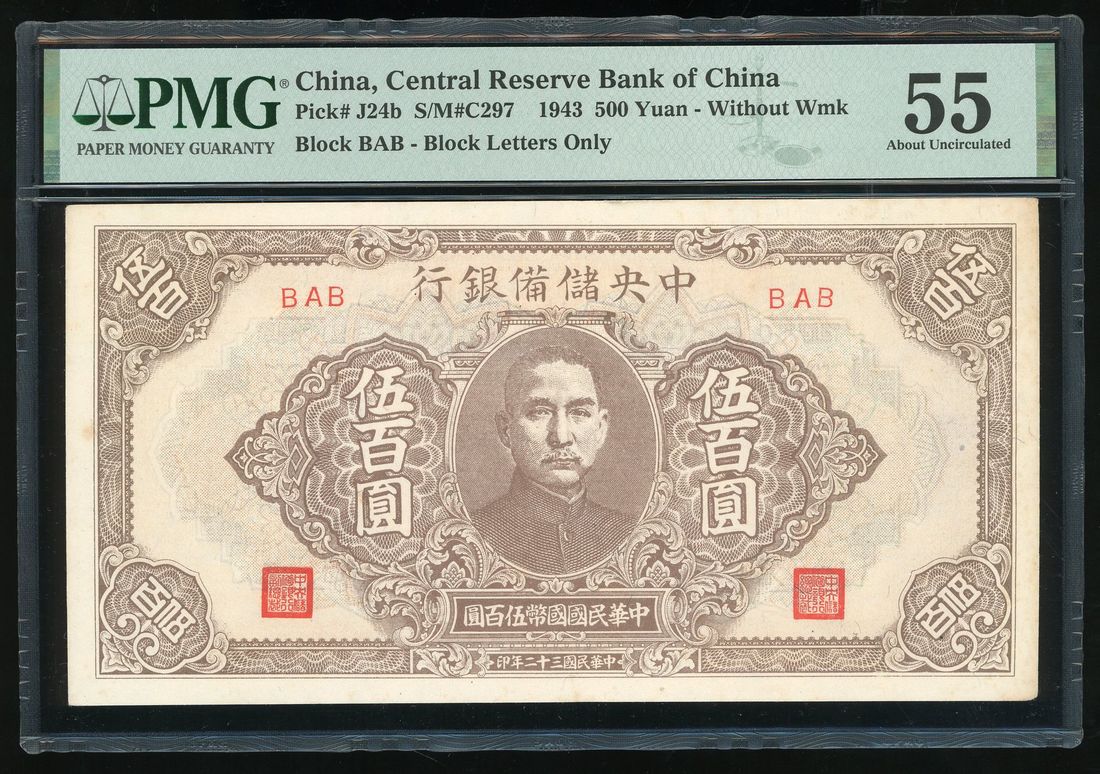 PMG®
PAPER MONEY GUARANTY
China, Central Reserve Bank of China
Pick# J24b S/M#C297 1943 500 Yuan - Without Wmk
Block BAB - Block Letters Only
55
About Uncirculated
伍百
伍百
中央儲備銀行
BAB
BAB
伍百圓
伍百圓
中華民國國幣伍百圓
伍百
伍百
中華民國三十二年印